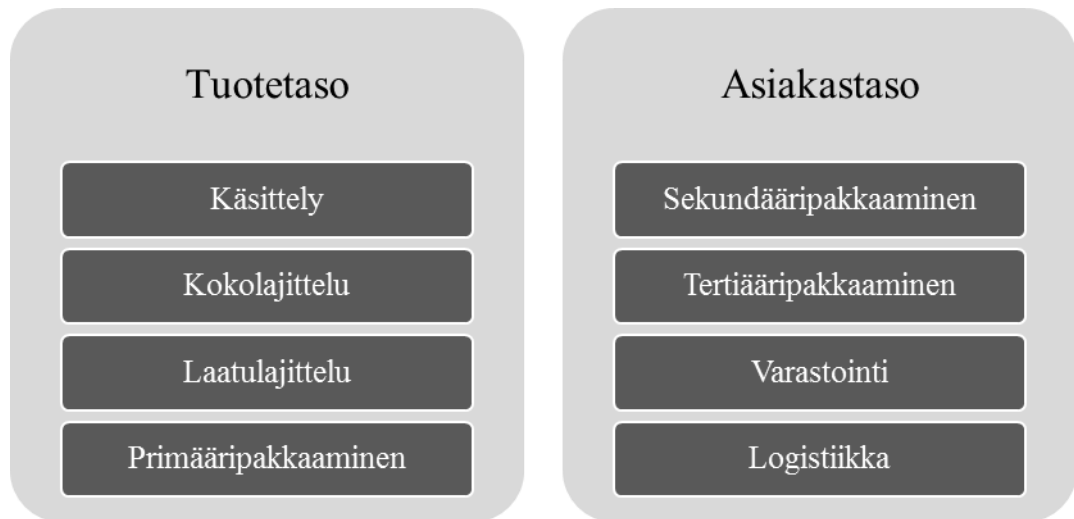 Tuotetaso
Käsittely
Kokolajittelu
Laatulajittelu
Primääripakkaaminen
Asiakastaso
Sekundääripakkaaminen
Tertiääripakkaaminen
Varastointi
Logistiikka